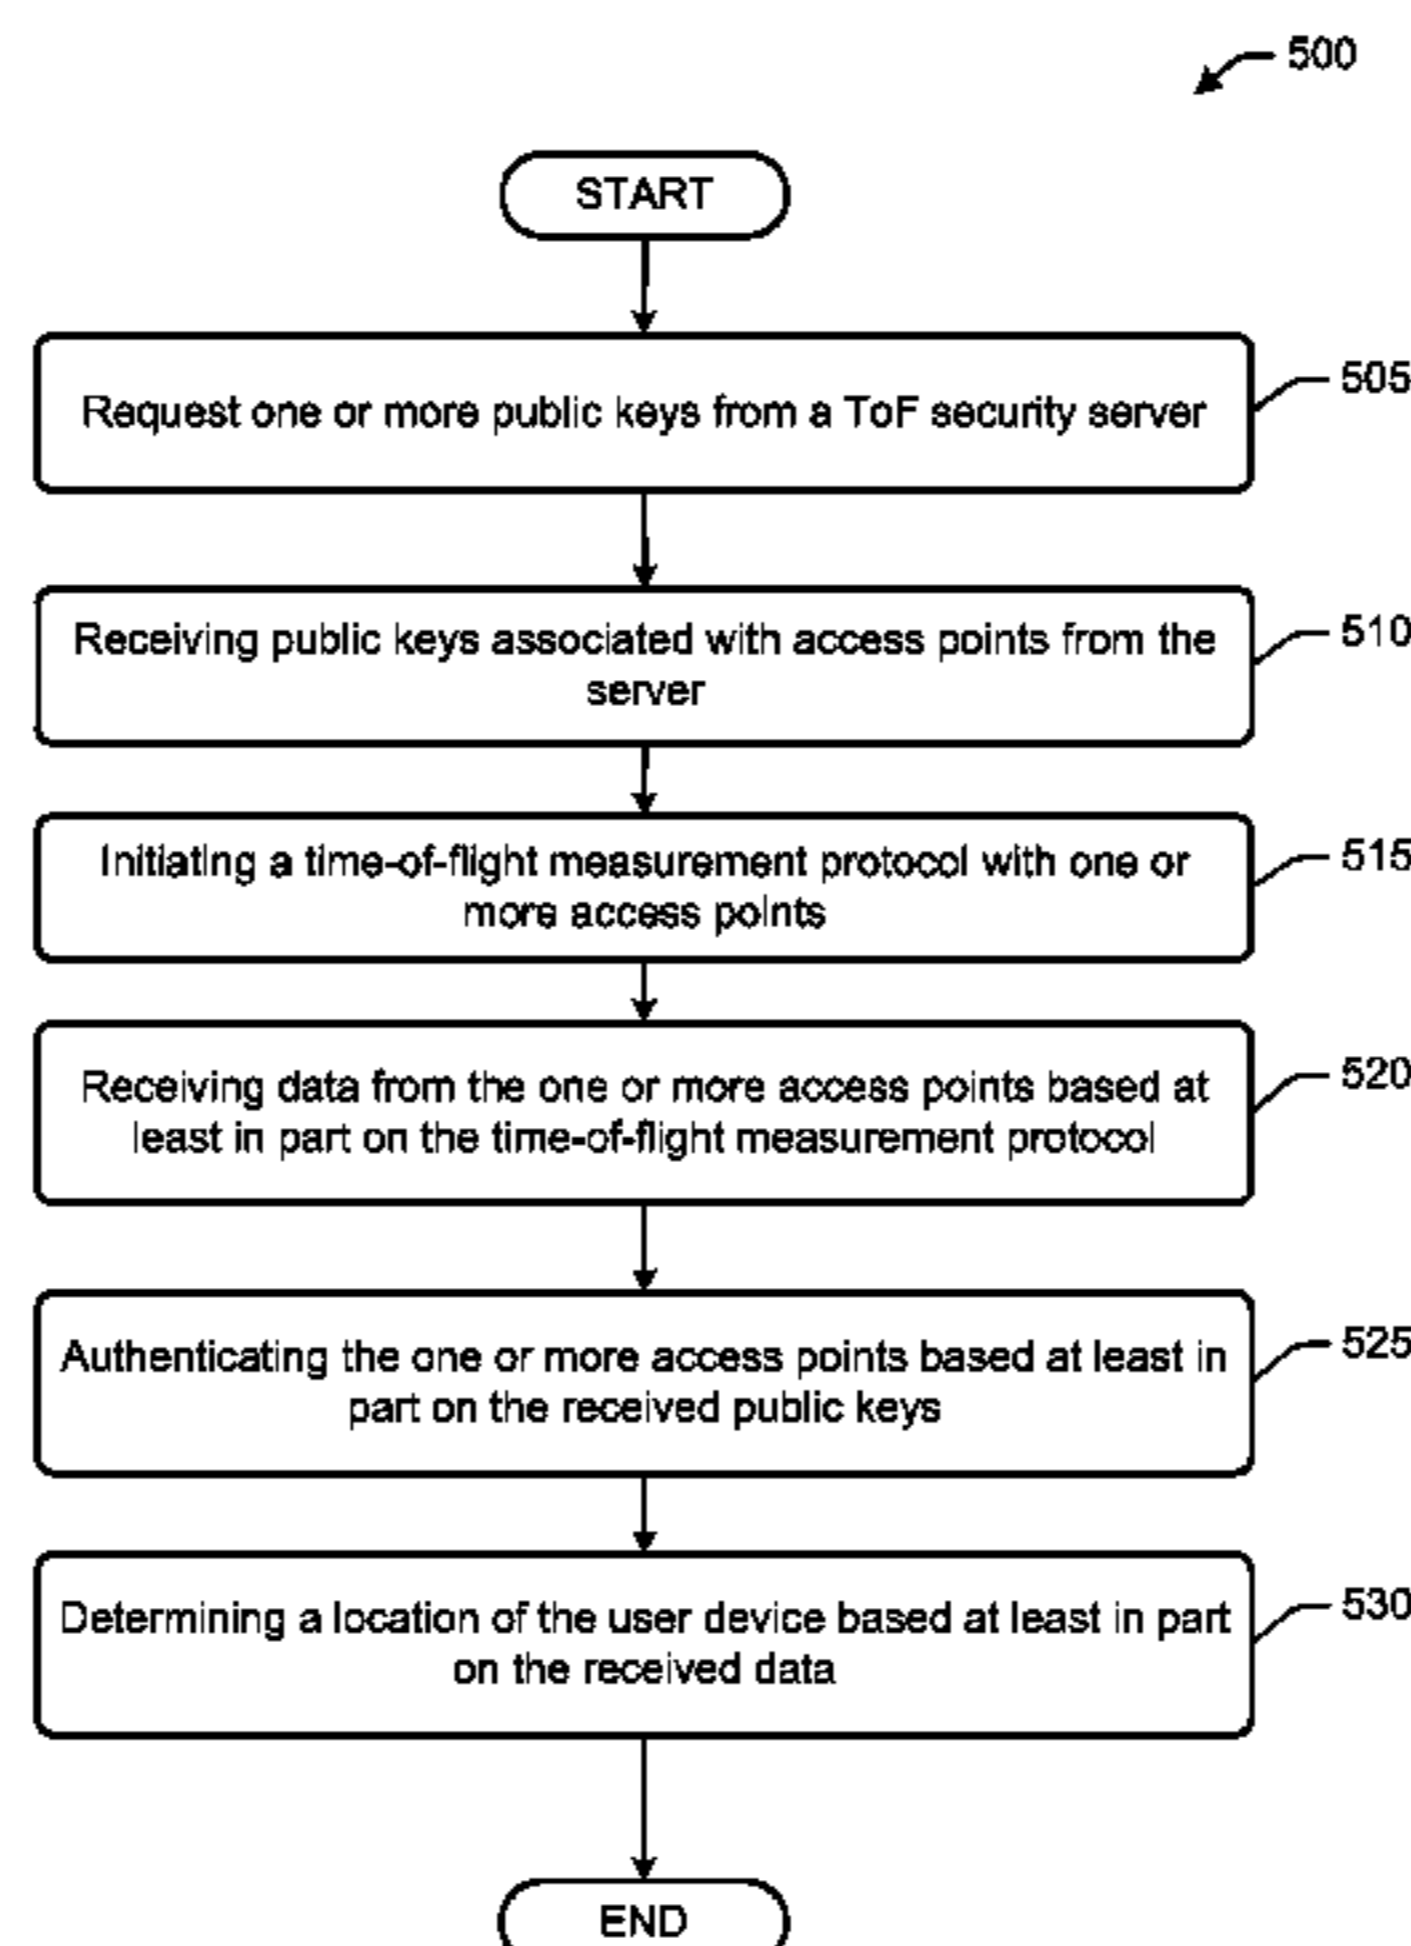 500
START
Request one or more public keys from a ToF security server
505
Receiving public keys associated with access points from the
server
510
Initiating a time-of-flight measurement protocol with one or
more access points
515
Receiving data from the one or more access points based at
least in part on the time-of-flight measurement protocol
520
Authenticating the one or more access points based at least in
part on the received public keys
525
Determining a location of the user device based at least in part
on the received data
530
END